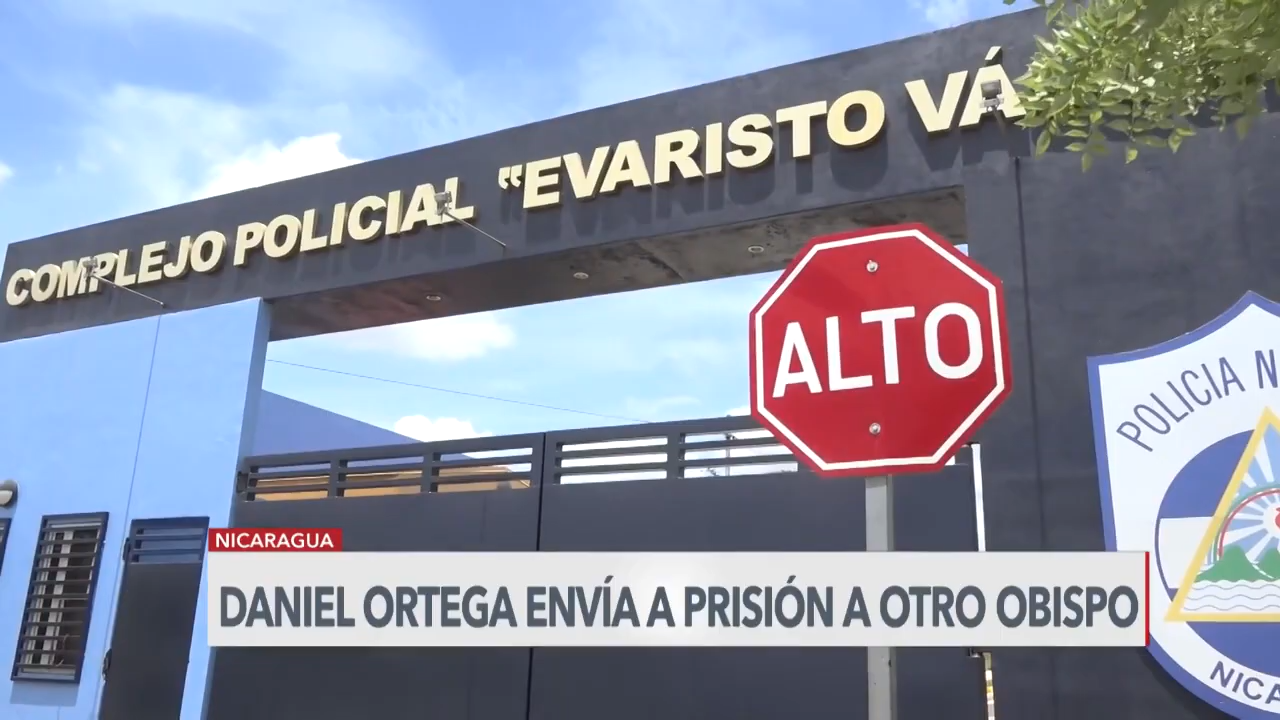 COMPLEJO POLICIAL "EVARISTO VÁ
ALTO
POLICIA N
NICA
NICARAGUA
DANIEL ORTEGA ENVÍA A PRISIÓN A OTRO OBISPO